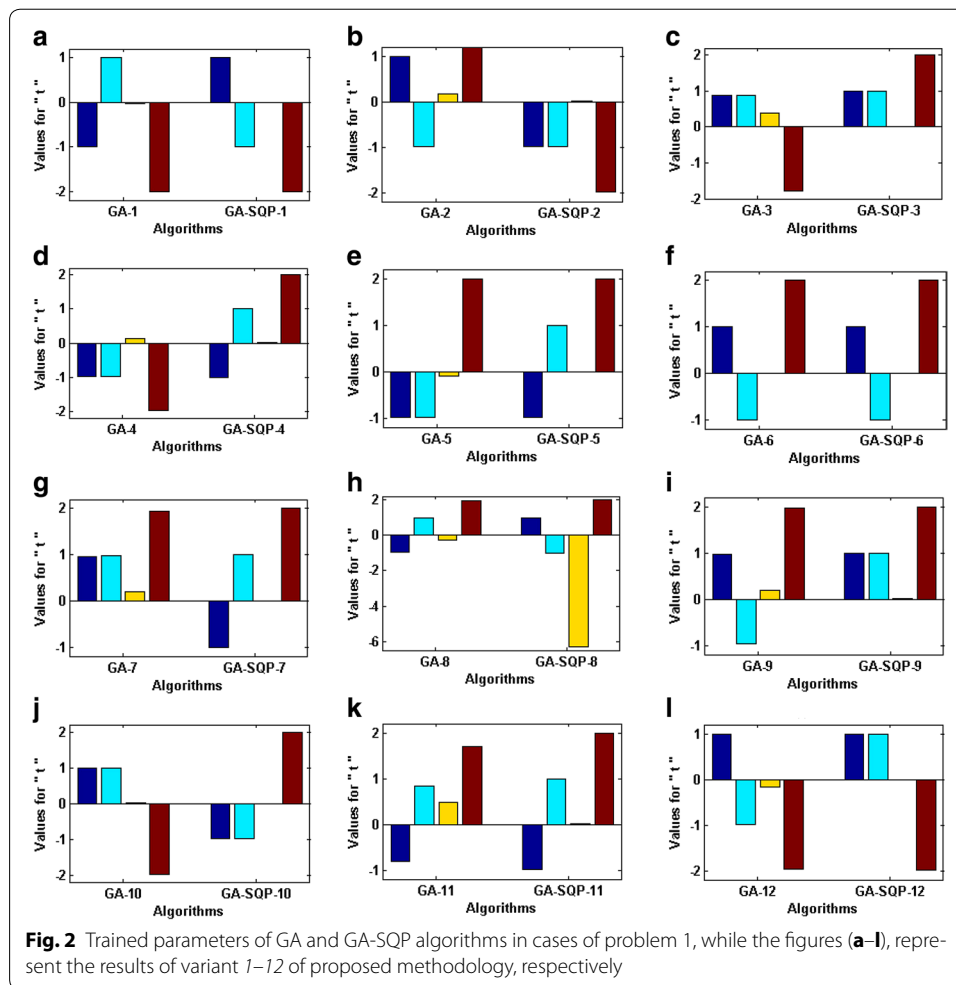 a
Values for " t "
1
0
-1
-2
GA-1
GA-SQP-1
Algorithms
b
Values for " t "
1
0
-1
-2
GA-2
GA-SQP-2
Algorithms
c
Values for " t "
2
1
0
-1
-2
GA-3
GA-SQP-3
Algorithms
d
Values for " t "
2
1
0
-1
-2
GA-4
GA-SQP-4
Algorithms
e
Values for " t "
2
1
0
-1
GA-5
GA-SQP-5
Algorithms
f
Values for " t "
2
1
0
-1
GA-6
GA-SQP-6
Algorithms
g
Values for " t "
2
1
0
-1
GA-7
GA-SQP-7
Algorithms
h
Values for " t "
2
0
-2
-4
-6
GA-8
GA-SQP-8
Algorithms
i
Values for " t "
2
1
0
-1
GA-9
GA-SQP-9
Algorithms
j
Values for " t "
2
1
0
-1
-2
GA-10
GA-SQP-10
Algorithms
k
Values for " t "
2
1
0
-1
GA-11
GA-SQP-11
Algorithms
l
Values for " t "
1
0
-1
-2
GA-12
GA-SQP-12
Algorithms
Fig. 2 Trained parameters of GA and GA-SQP algorithms in cases of problem 1, while the figures (a–l), repre-
sent the results of variant 1–12 of proposed methodology, respectively